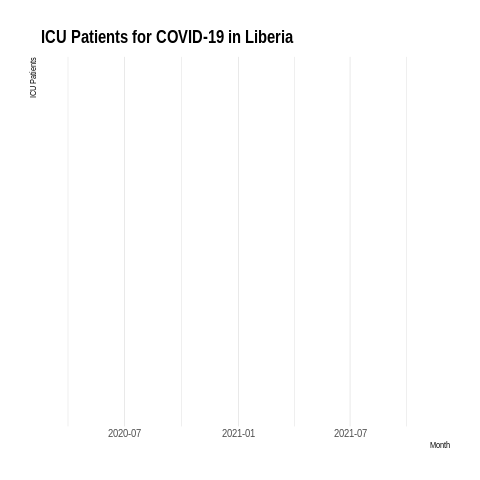 ICU Patients for COVID-19 in Liberia
ICU Patients
2020-07
2021-01
2021-07
Month